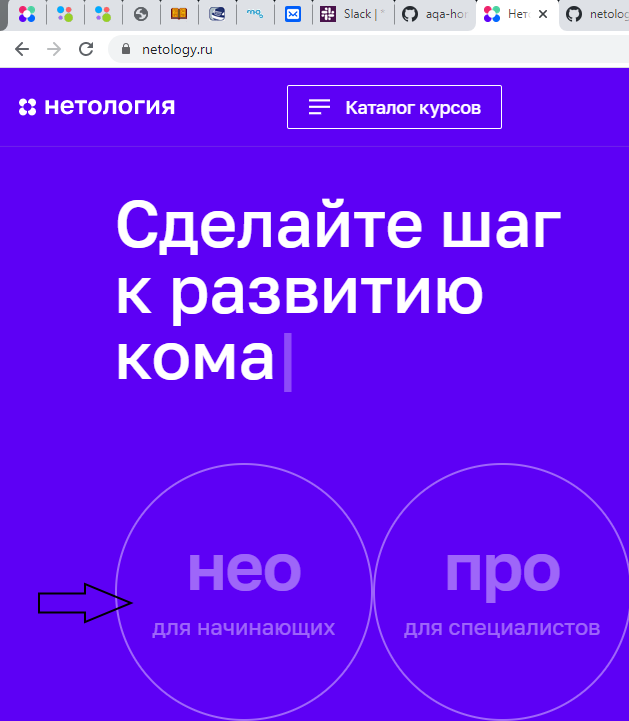 mq
Slack | "
aqa-hor
Нет
netolog
netology.ru
нетология
Каталог курсов
Сделайте шаг
к развитию
кома
нео
про
для начинающих
для специалистов